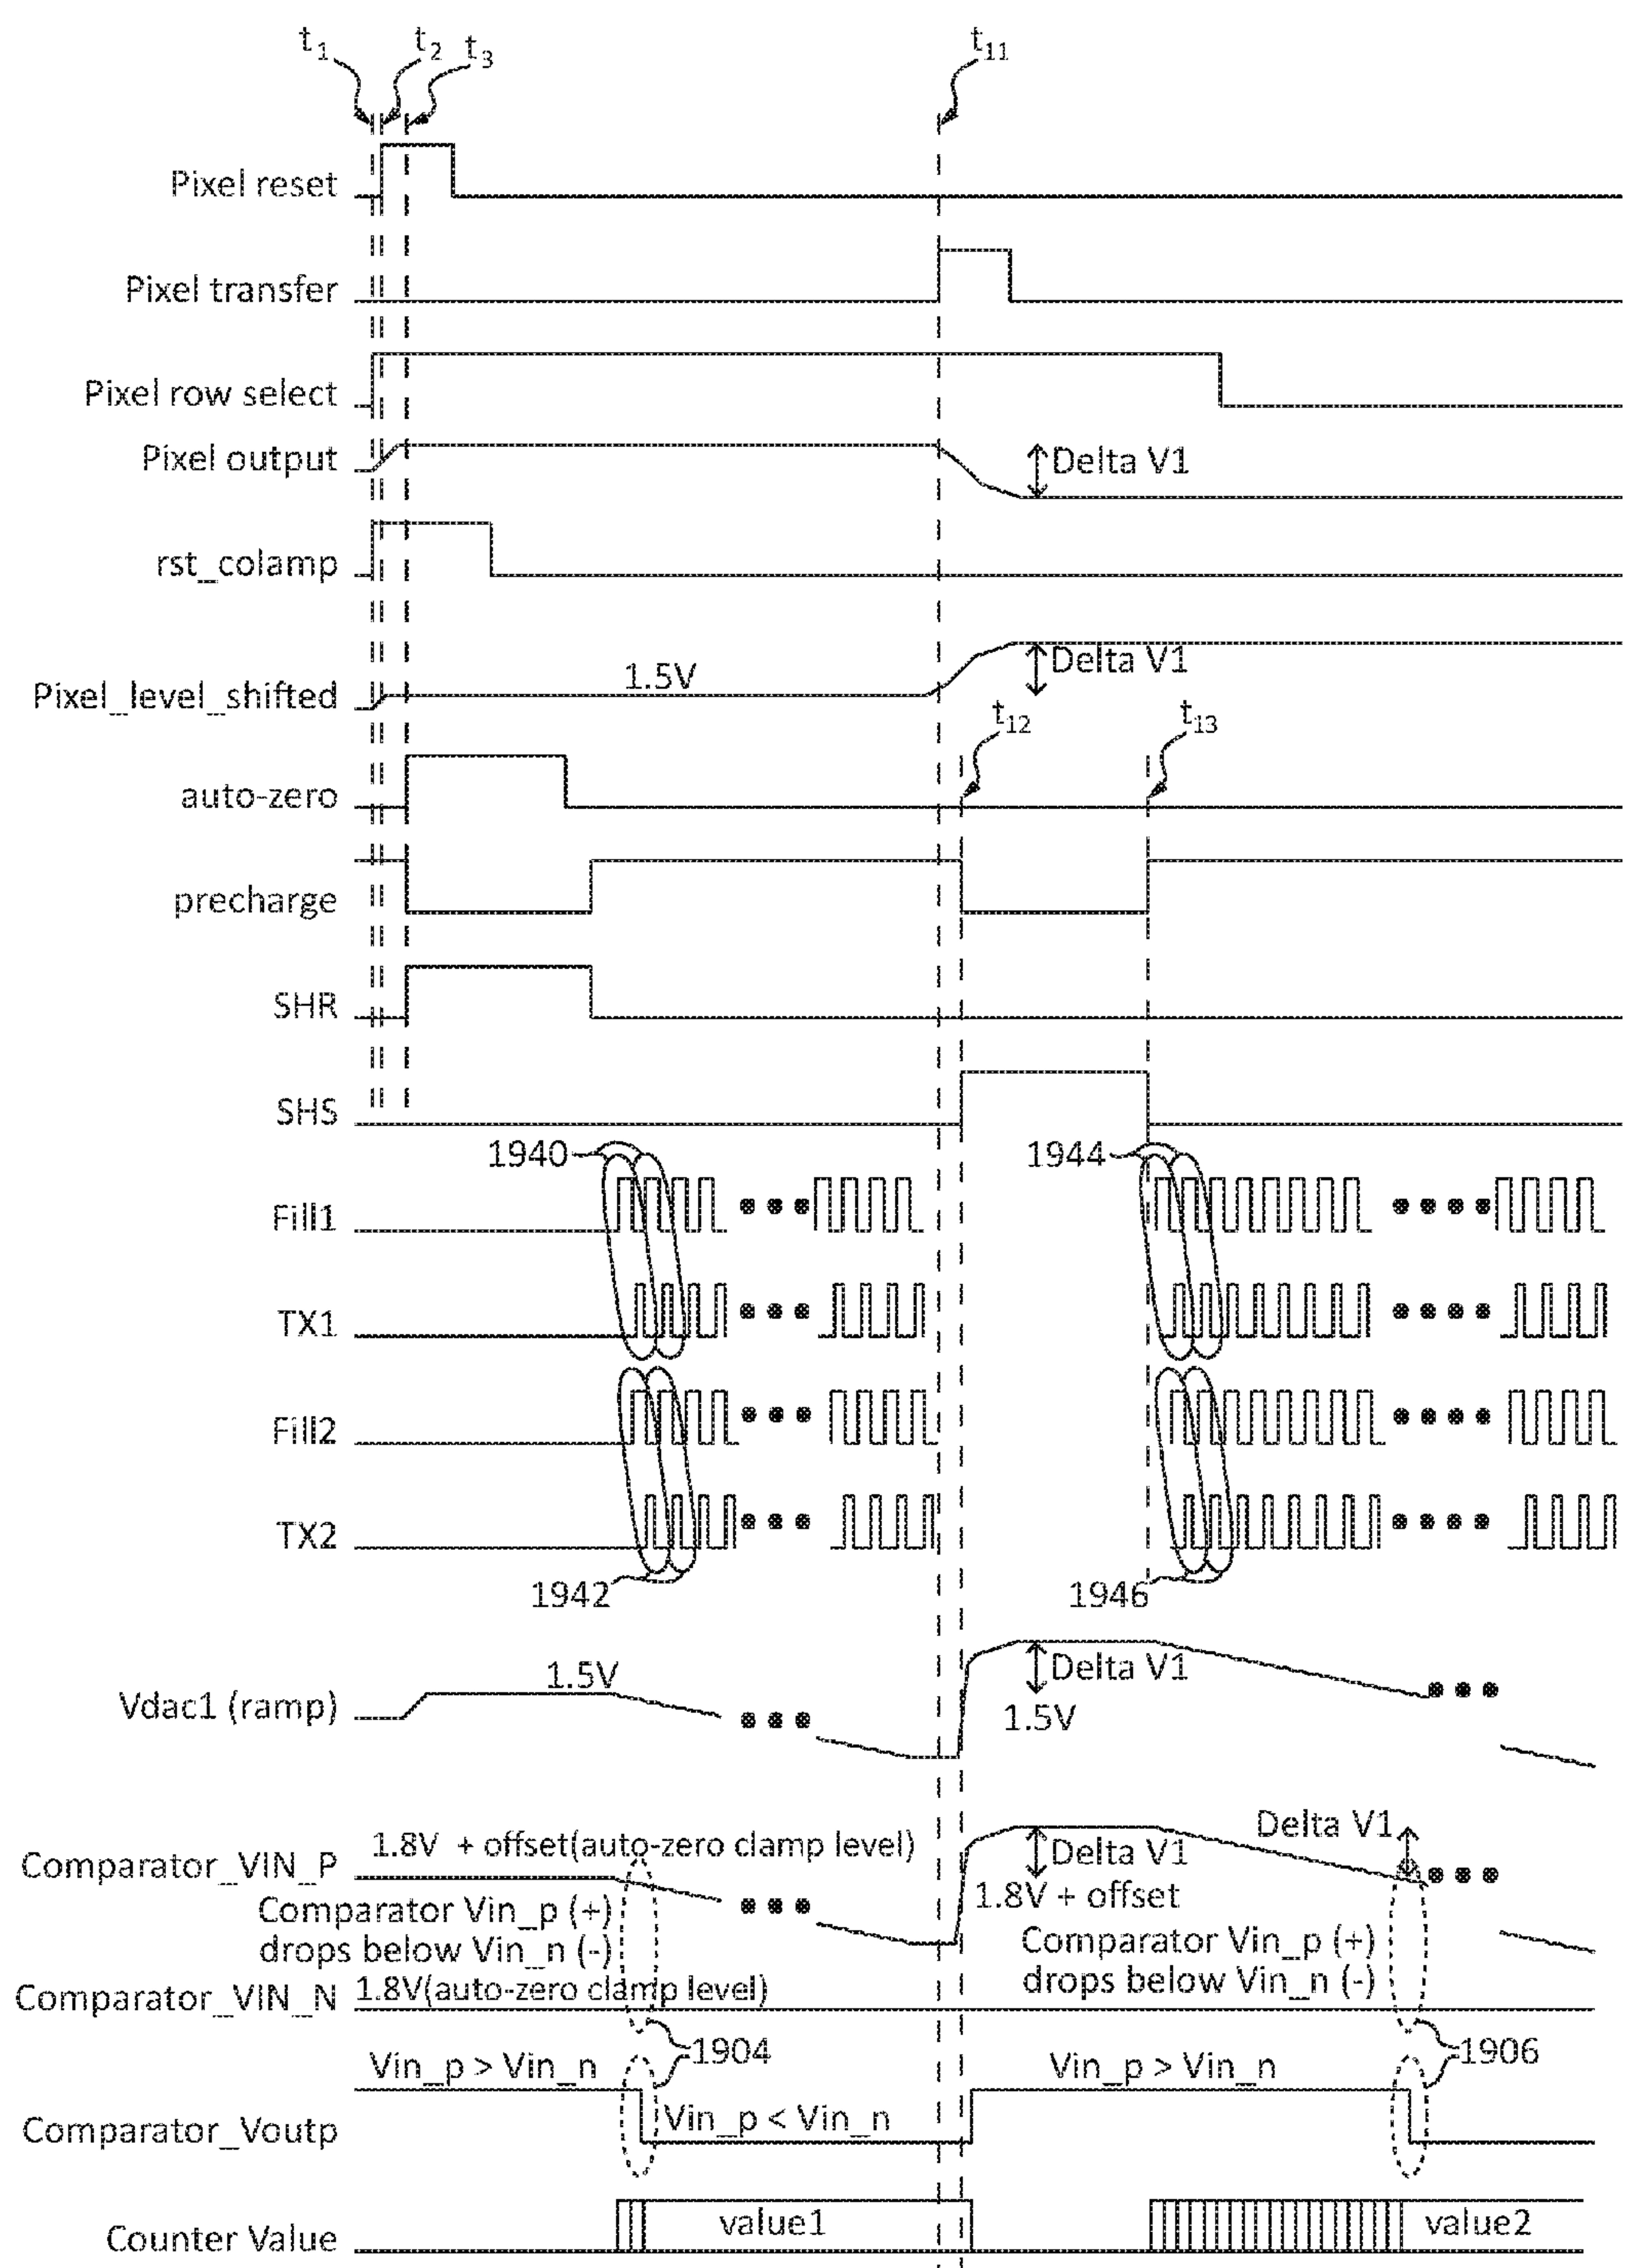 t1 t2 t3 t11
Pixel reset
Pixel transfer
Pixel row select
Pixel output
Delta V1
rst_colamp
Pixel_level_shifted
1.5V
Delta V1
t12 t13
auto-zero
precharge
SHR
SHS
1940 1944
Fill1
TX1
Fill2
TX2
1942 1946
Vdac1 (ramp)
1.5V
Delta V1
1.5V
Comparator_VIN_P
1.8V + offset(auto-zero clamp level)
Delta V1
1.8V + offset
Delta V1
Comparator Vin_p (+)
drops below Vin_n (-)
Comparator Vin_p (+)
drops below Vin_n (-)
Comparator_VIN_N
1.8V(auto-zero clamp level)
1904 1906
Vin_p > Vin_n
Vin_p > Vin_n
Comparator_Voutp
Vin_p < Vin_n
Counter Value
value1 value2